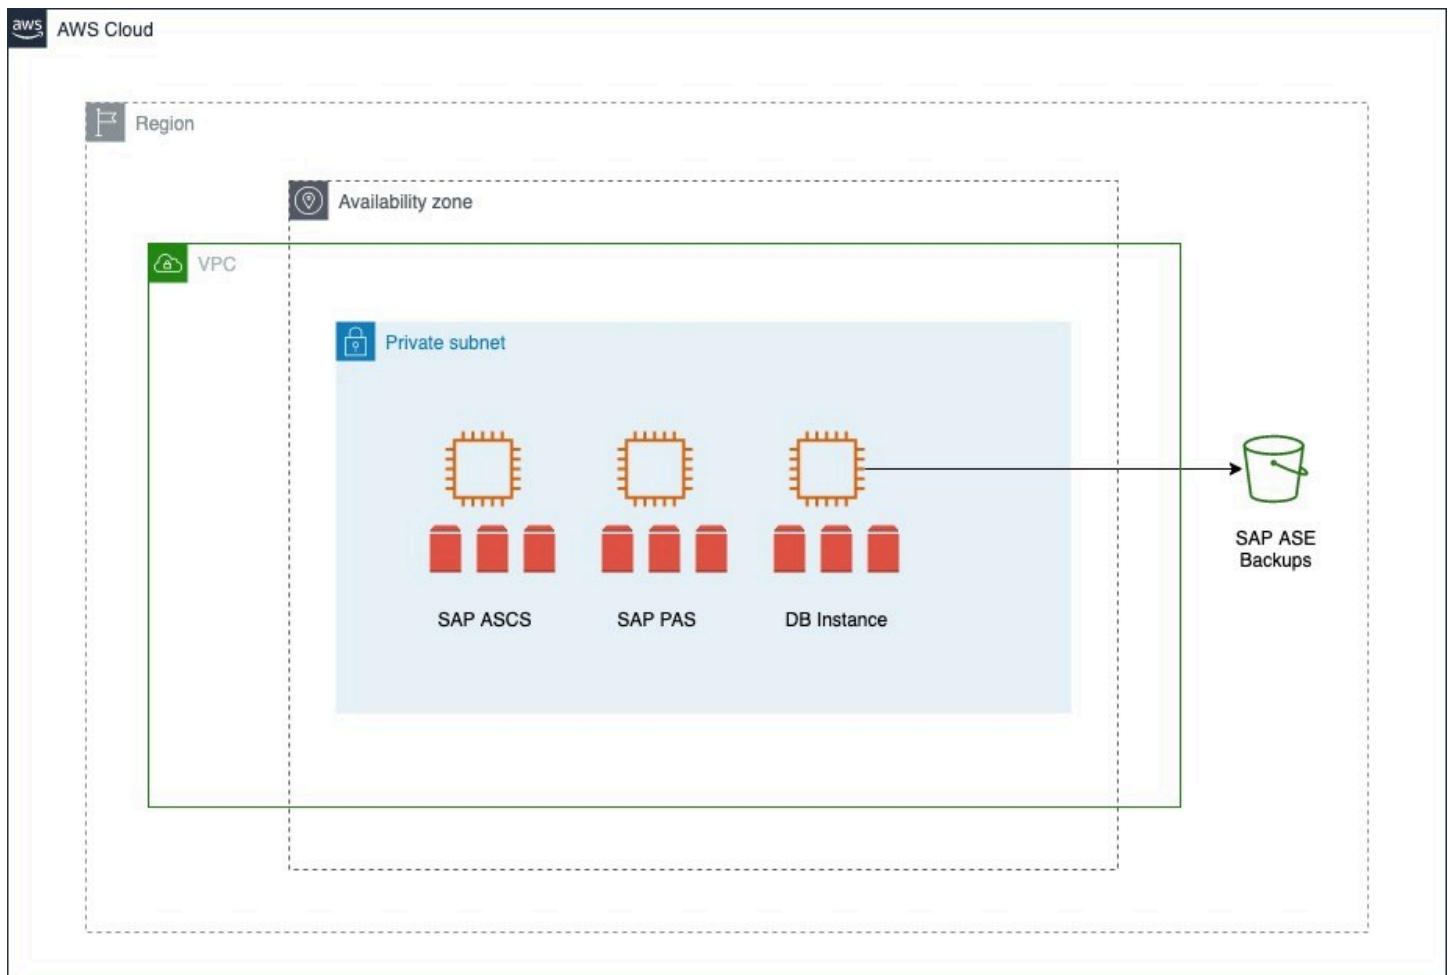 aws
AWS Cloud
Region
Availability zone
VPC
Private subnet
SAP ASE
Backups
SAP ASCS
SAP PAS
DB Instance